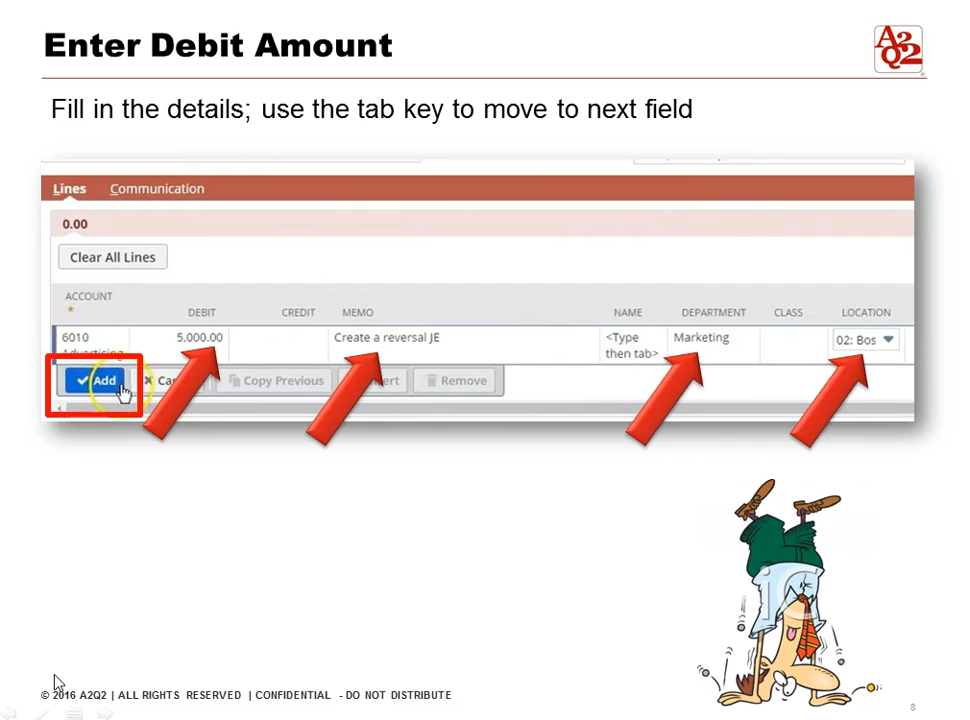 Enter Debit Amount
A2Q2
Fill in the details; use the tab key to move to next field
Lines Communication
0.00
Clear All Lines
ACCOUNT
* DEBIT CREDIT MEMO NAME DEPARTMENT CLASS LOCATION
6010 5,000.00 Create a reversal JE <Type Marketing 02: Bos
Advertising then tab>
Add Copy Previous Remove
© 2016 A2Q2 | ALL RIGHTS RESERVED | CONFIDENTIAL - DO NOT DISTRIBUTE
8